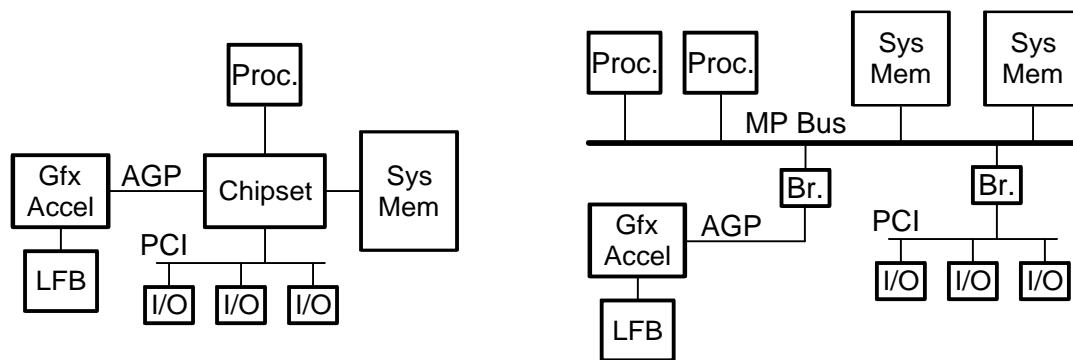 Proc.
Gfx
Accel
AGP
Chipset
Sys
Mem
PCI
LFB
I/O I/O I/O
Proc. Proc.
Sys
Mem
Sys
Mem
MP Bus
Br.
Br.
Gfx
Accel
AGP
PCI
LFB
I/O I/O I/O